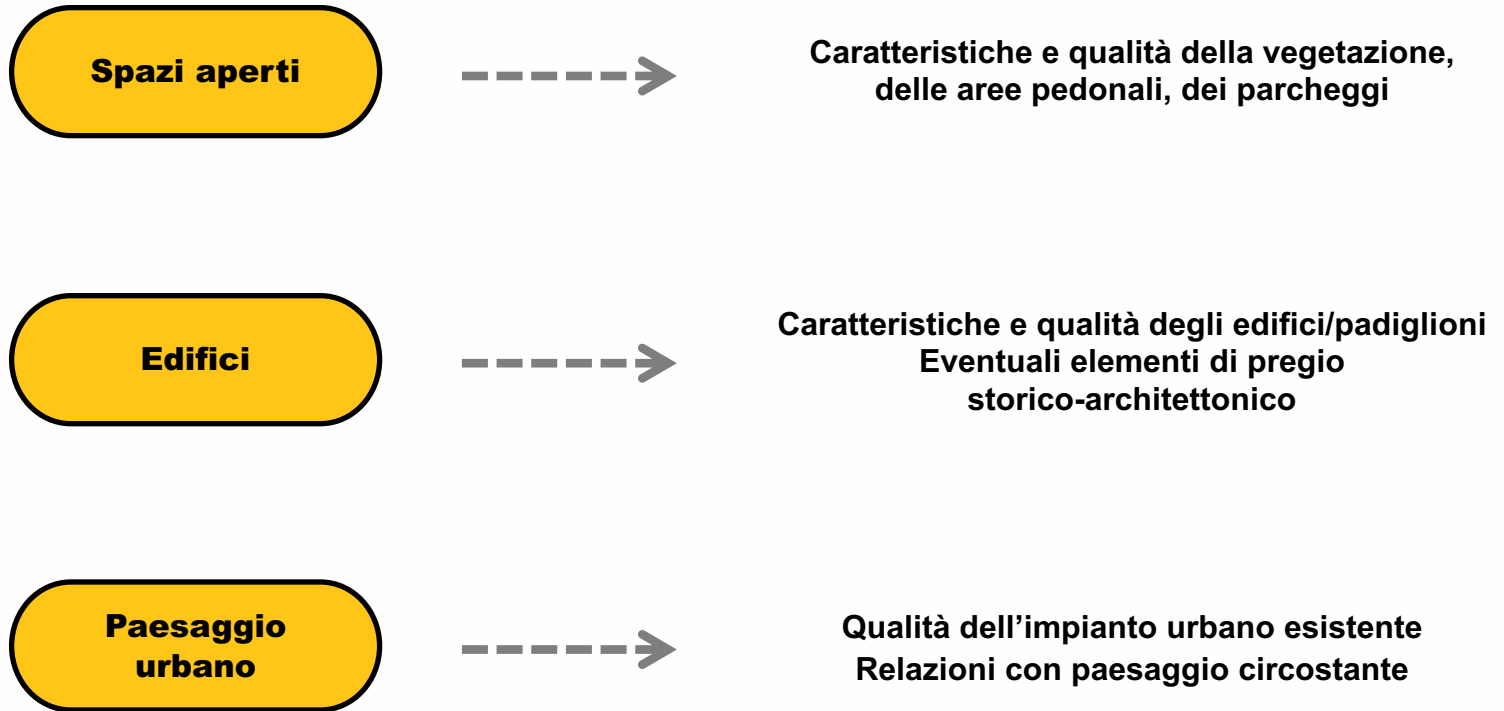 Spazi aperti
Caratteristiche e qualità della vegetazione,
delle aree pedonali, dei parcheggi
Edifici
Caratteristiche e qualità degli edifici/padiglioni
Eventuali elementi di pregio
storico-architettonico
Paesaggio
urbano
Qualità dell’impianto urbano esistente
Relazioni con paesaggio circostante